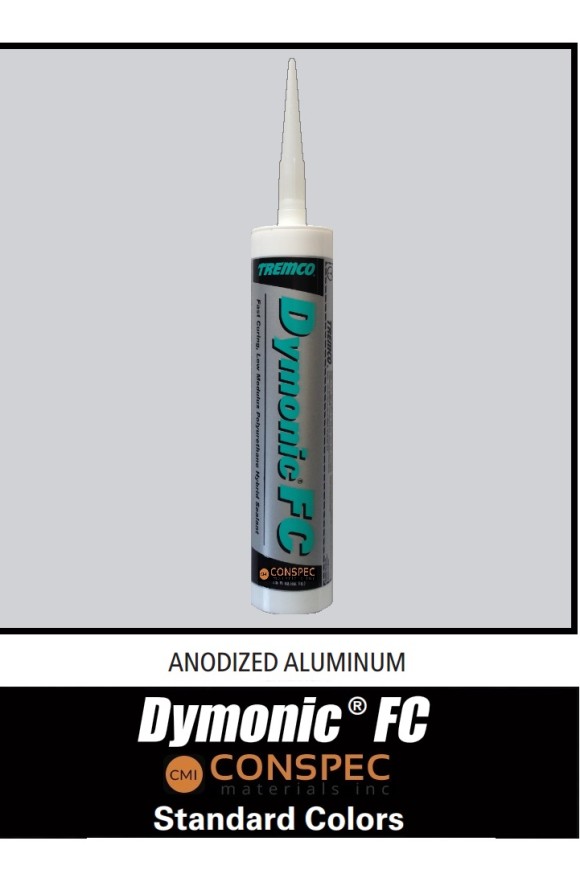 TREMCO
Dymonic® FC
Fast Curing, Low Modulus Polyurethane Hybrid Sealant
TREMCO
CONSPEC
ANODIZED ALUMINUM
Dymonic® FC
CMI CONSPEC
materials inc
Standard Colors